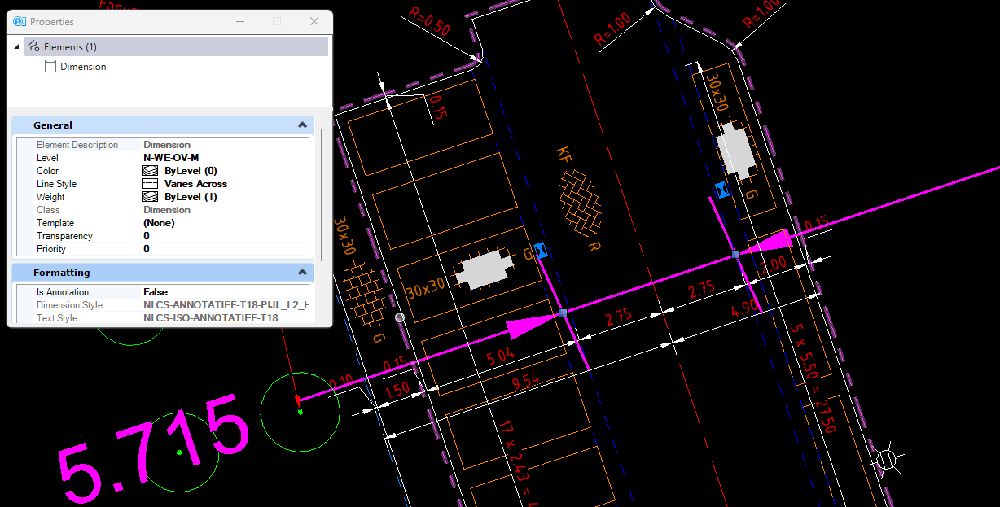 Properties
Elements (1)
Dimension
General
Element Description Dimension
Level N-WE-OV-M
Color ByLevel (0)
Line Style Varies Across
Weight ByLevel (1)
Class Dimension
Template (None)
Transparency 0
Priority 0
Formatting
Is Annotation False
Dimension Style NLCS-ANNOTATIEF-T18-PIJL_L2_H
Text Style NLCS-ISO-ANNOTATIEF-T18
R=0.50
R=1.00
R=1.00
30x30
0.15
KF
G
R
30x30
G
30x30
G
0.15
1.00
2.75
2.75
4.90
5.04
0.15
0.10
1.50
9.54
5 x 5.50 = 27.50
17 x 2.43 =
5.715